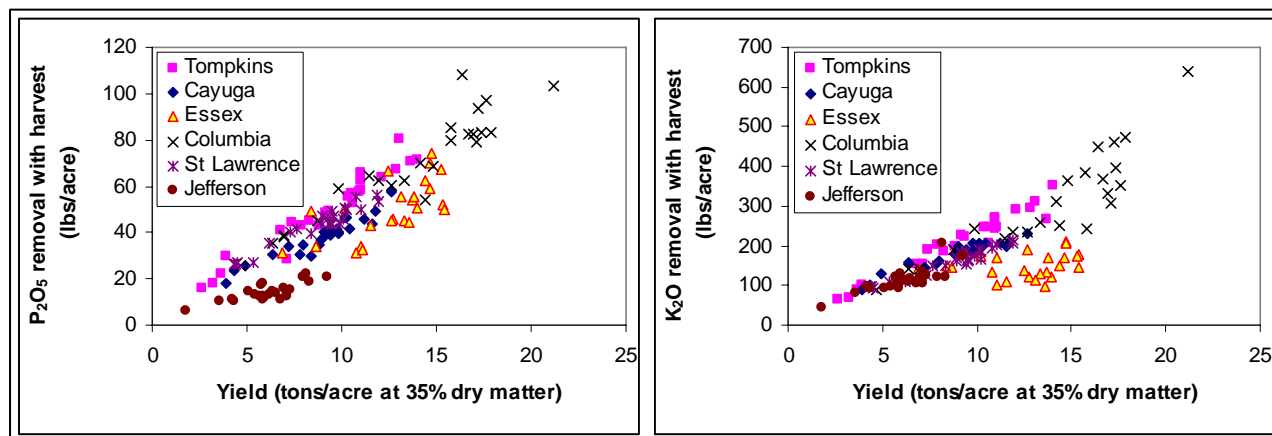 P2O5 removal with harvest
(lbs/acre)
120
100
80
60
40
20
0
Tompkins
Cayuga
Essex
Columbia
St Lawrence
Jefferson
0 5 10 15 20 25
Yield (tons/acre at 35% dry matter)
K2O removal with harvest
(lbs/acre)
700
600
500
400
300
200
100
0
Tompkins
Cayuga
Essex
Columbia
St Lawrence
Jefferson
0 5 10 15 20 25
Yield (tons/acre at 35% dry matter)